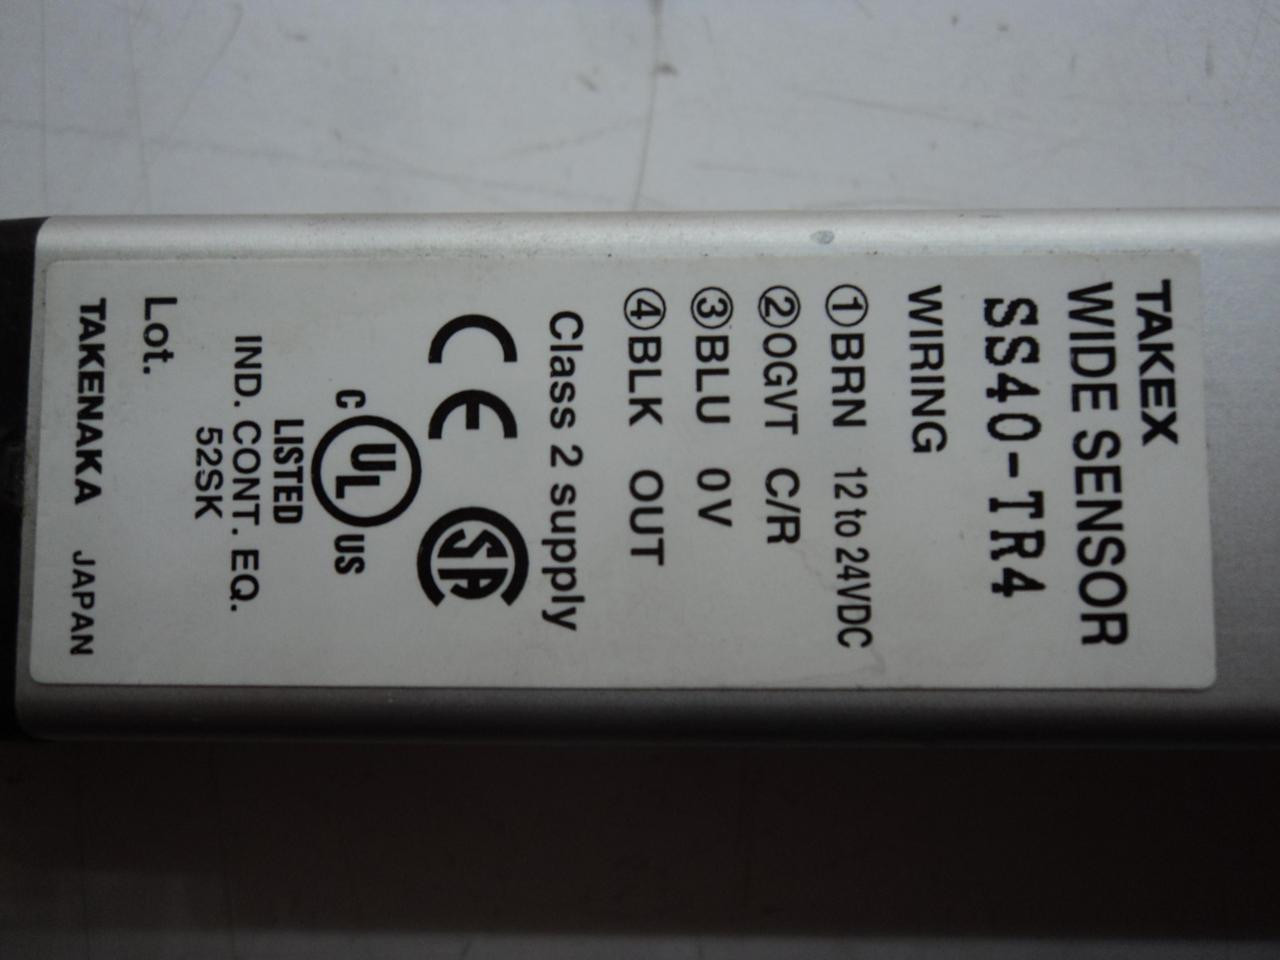 TAKEX
WIDE SENSOR
SS40-TR4
WIRING
①BRN 12 to 24VDC
②OGVT C/R
③BLU 0V
④BLK OUT
Class 2 supply
CE SA
C UL US
LISTED
IND. CONT. EQ.
52SK
Lot.
TAKENAKA JAPAN